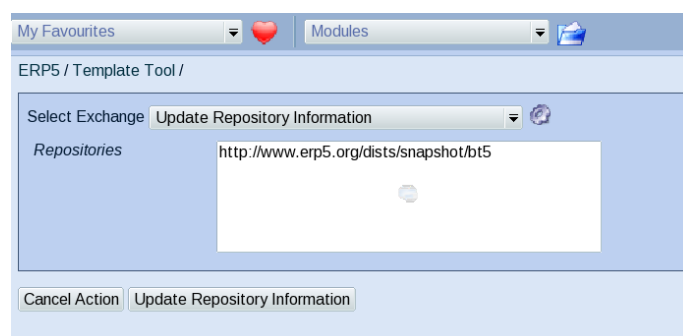 My Favourites Modules
ERP5 / Template Tool /
Select Exchange Update Repository Information
Repositories http://www.erp5.org/dists/snapshot/bt5
Cancel Action Update Repository Information